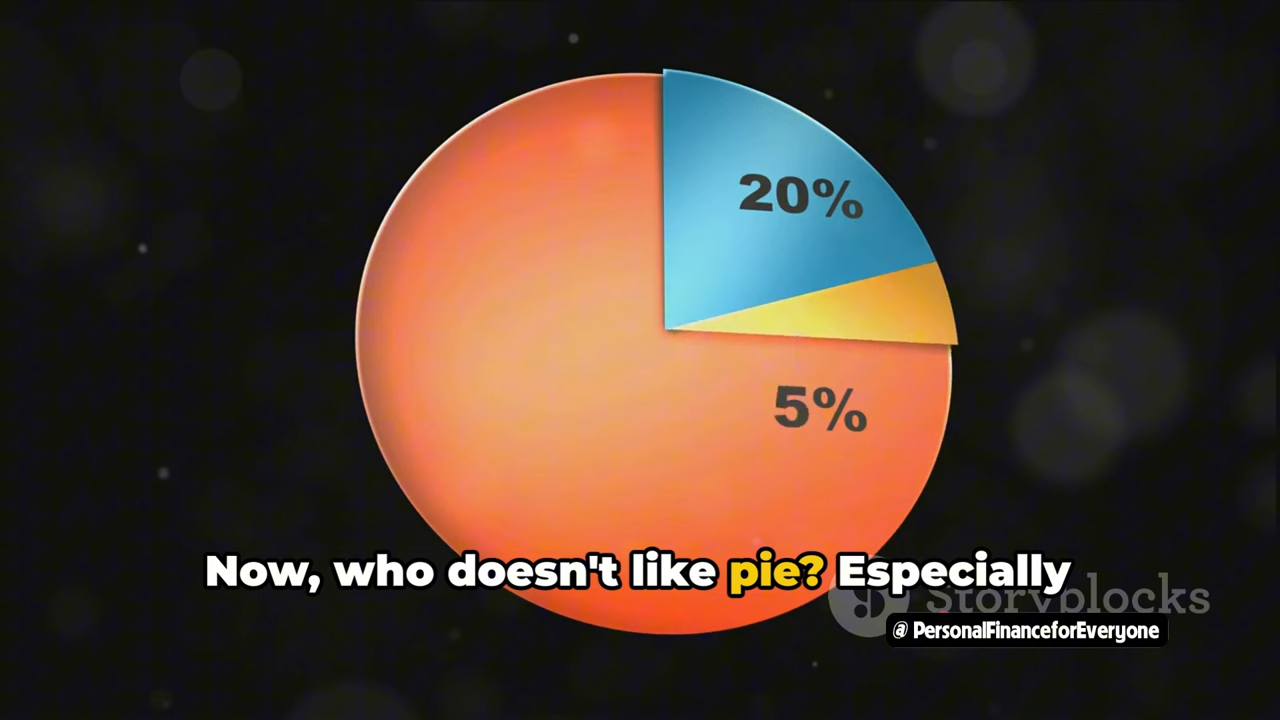 20%
5%
Now, who doesn't like pie? Especially
Storyblocks
@ PersonalFinanceforEveryone